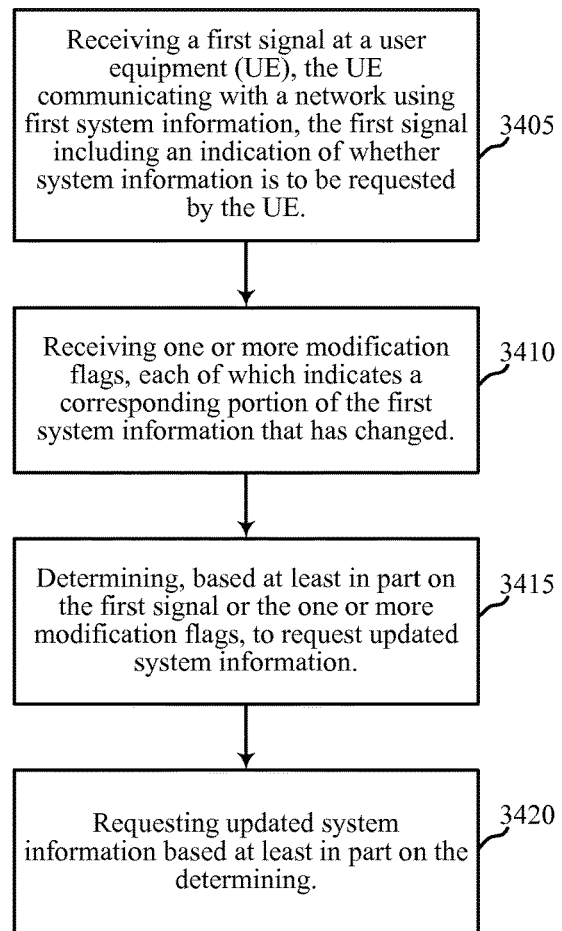 Receiving a first signal at a user
equipment (UE), the UE
communicating with a network using
first system information, the first signal
including an indication of whether
system information is to be requested
by the UE.
3405
Receiving one or more modification
flags, each of which indicates a
corresponding portion of the first
system information that has changed.
3410
Determining, based at least in part on
the first signal or the one or more
modification flags, to request updated
system information.
3415
Requesting updated system
information based at least in part on the
determining.
3420